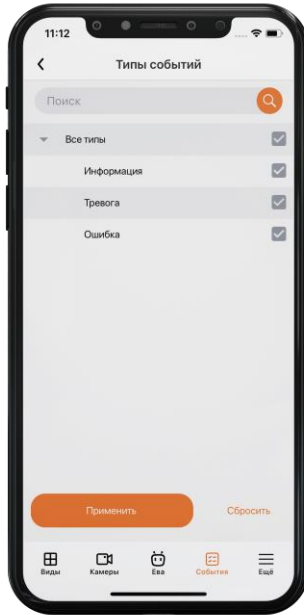 11:12
Типы событий
Поиск
Все типы
Информация
Тревога
Ошибка
Применить
Сбросить
Виды Камеры Ева События Ещё